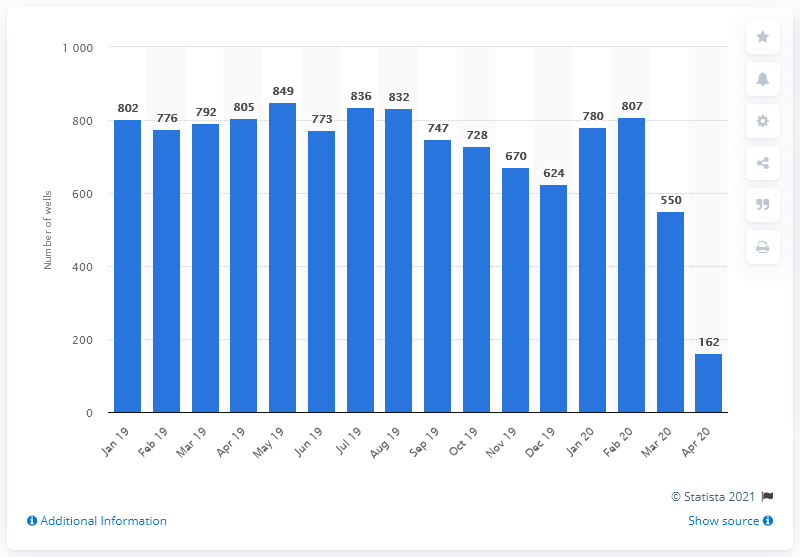 1 000
800
600
400
200
0
Number of wells
802
776
792
805
849
773
836
832
747
728
670
624
780
807
550
162
Jan 19
Feb 19
Mar 19
Apr 19
May 19
Jun 19
Jul 19
Aug 19
Sep 19
Oct 19
Nov 19
Dec 19
Jan 20
Feb 20
Mar 20
Apr 20
© Statista 2021
Additional Information
Show source